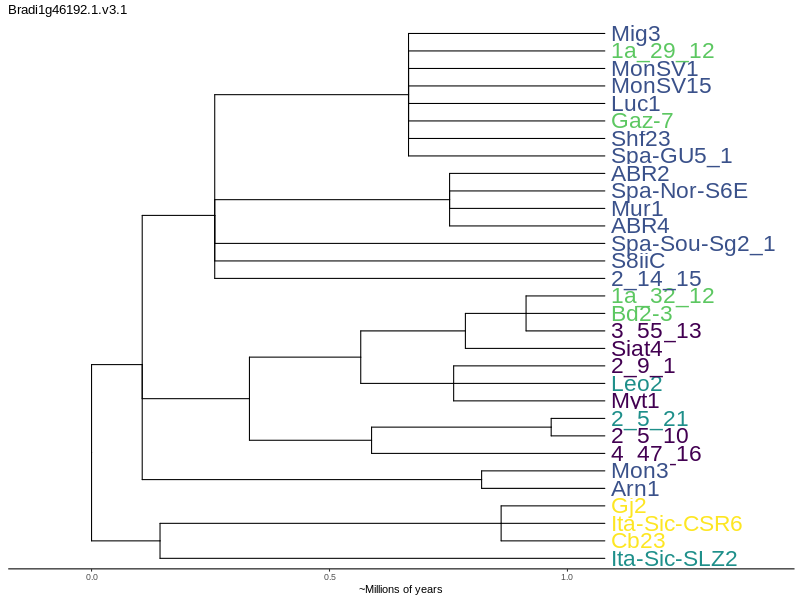 Bradi1g46192.1.v3.1
Mig3
1a_29_12
MonSV1
MonSV15
Luc1
Gaz-7
Shf23
Spa-GU5_1
ABR2
Spa-Nor-S6E
Mur1
ABR4
Spa-Sou-Sg2_1
S8iiC
2_14_15
1a_32_12
Bd2-3
3_55_13
Siat4
2_9_1
Leo2
Mvt1
2_5_21
2_5_10
4_47_16
Mon3
Arn1
Gj2
Ita-Sic-CSR6
Cb23
Ita-Sic-SLZ2
0.0 0.5 1.0
~Millions of years